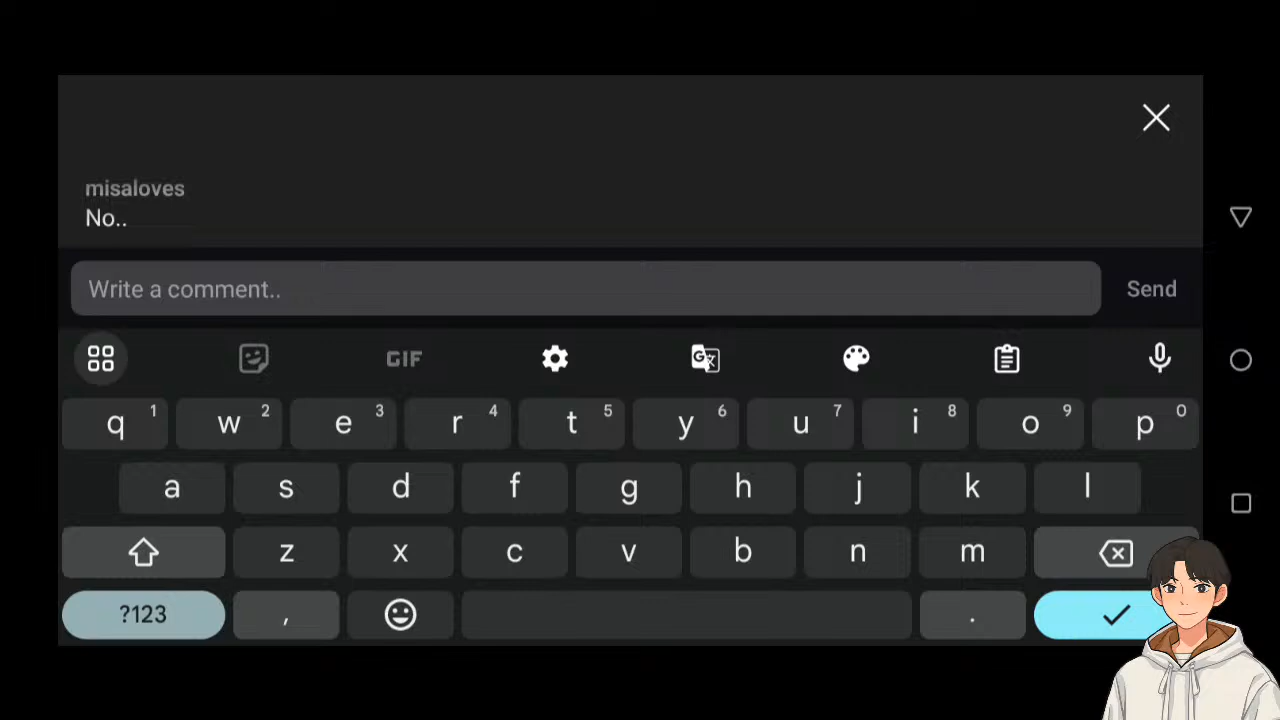 misaloves
No..
Write a comment..
Send
GIF
G
q 1 w 2 e 3 r 4 t 5 y 6 u 7 i 8 o 9 p 0
a s d f g h j k l
z x c v b n m
?123 , .